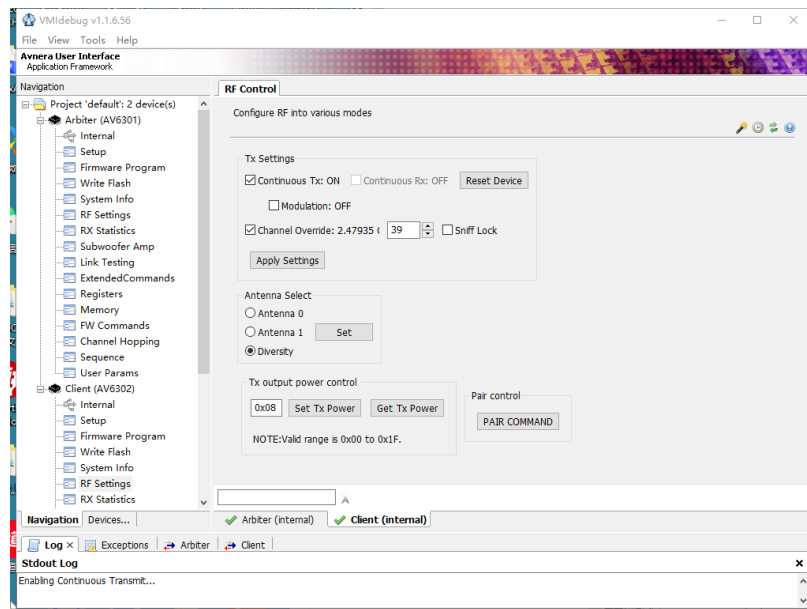 VMIdebug v1.1.6.56
File View Tools Help
Avnera User Interface
Application Framework
Navigation
Project 'default': 2 device(s)
Arbiter (AV6301)
Internal
Setup
Firmware Program
Write Flash
System Info
RF Settings
RX Statistics
Subwoofer Amp
Link Testing
ExtendedCommands
Registers
Memory
FW Commands
Channel Hopping
Sequence
User Params
Client (AV6302)
Internal
Setup
Firmware Program
Write Flash
System Info
RF Settings
RX Statistics
Navigation Devices...
RF Control
Configure RF into various modes
Tx Settings
Continuous Tx: ON Continuous Rx: OFF Reset Device
Modulation: OFF
Channel Override: 2.47935 ( 39 Sniff Lock
Apply Settings
Antenna Select
Antenna 0
Antenna 1 Set
Diversity
Tx output power control
0x08 Set Tx Power Get Tx Power
NOTE:Valid range is 0x00 to 0x1F.
Pair control
PAIR COMMAND
Arbiter (internal) Client (internal)
Log Exceptions Arbiter Client
Stdout Log
Enabling Continuous Transmit...